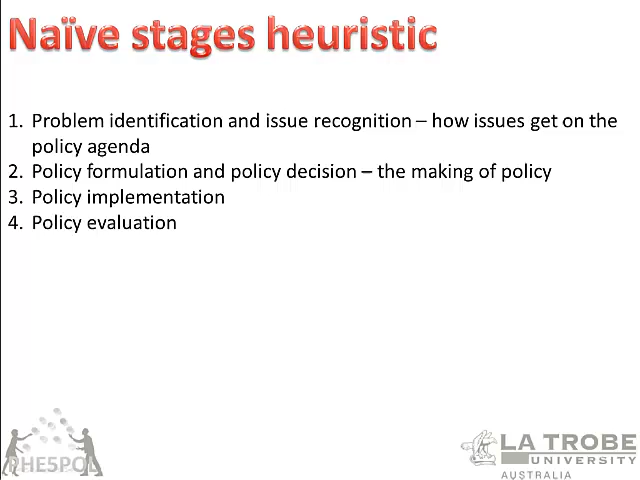 Naïve stages heuristic
1. Problem identification and issue recognition – how issues get on the
policy agenda
2. Policy formulation and policy decision – the making of policy
3. Policy implementation
4. Policy evaluation
PHE5POL
LA TROBE
UNIVERSITY
AUSTRALIA